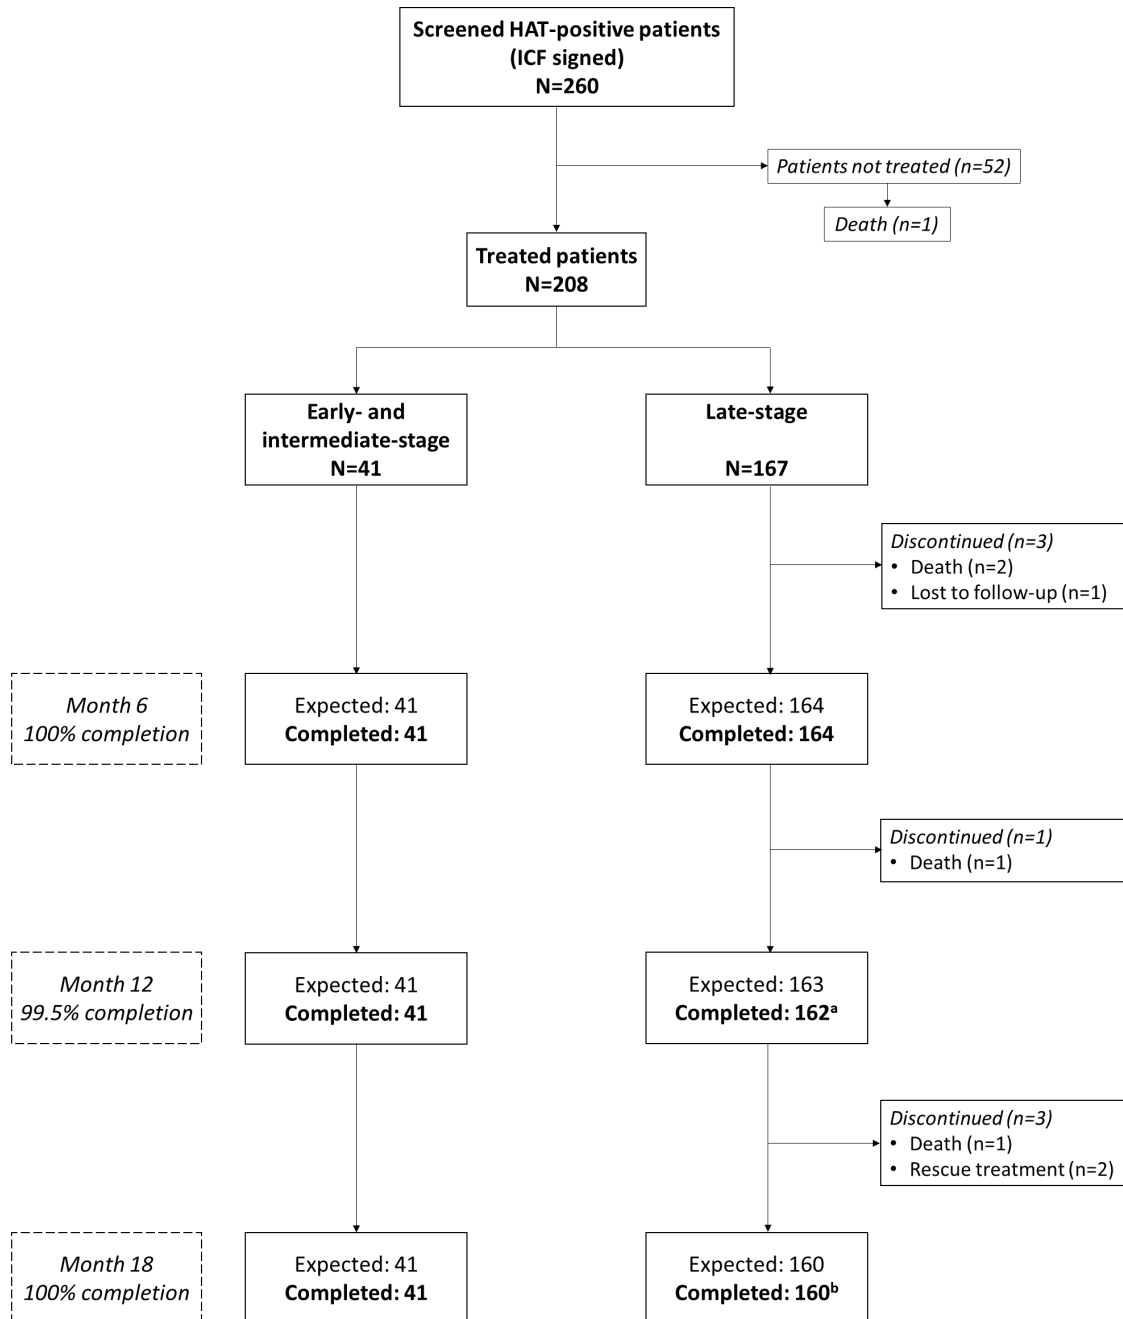 Screened HAT-positive patients
(ICF signed)
N=260
Patients not treated (n=52)
Death (n=1)
Treated patients
N=208
Early- and
intermediate-stage
N=41
Late-stage
N=167
Discontinued (n=3)
• Death (n=2)
• Lost to follow-up (n=1)
Month 6
100% completion
Expected: 41
Completed: 41
Expected: 164
Completed: 164
Discontinued (n=1)
• Death (n=1)
Month 12
99.5% completion
Expected: 41
Completed: 41
Expected: 163
Completed: 162ᵃ
Discontinued (n=3)
• Death (n=1)
• Rescue treatment (n=2)
Month 18
100% completion
Expected: 41
Completed: 41
Expected: 160
Completed: 160ᵇ